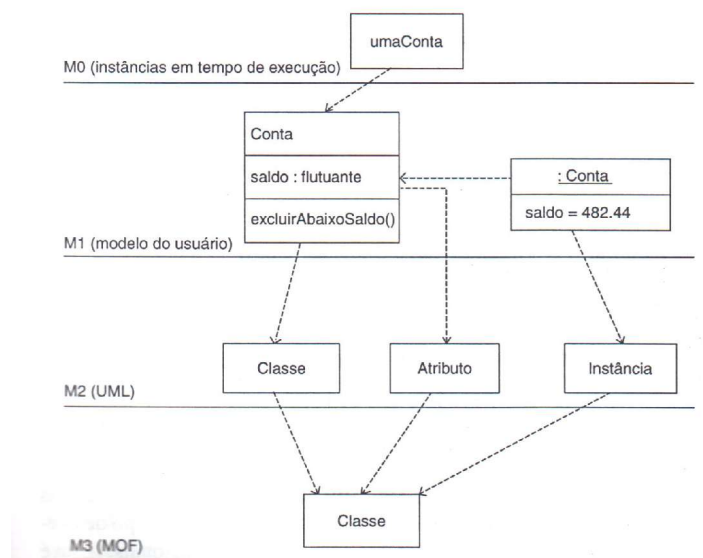 umaConta
M0 (instâncias em tempo de execução)
Conta
saldo : flutuante
: Conta
saldo = 482.44
excluirAbaixoSaldo()
M1 (modelo do usuário)
Classe
Atributo
Instância
M2 (UML)
Classe
M3 (MOF)